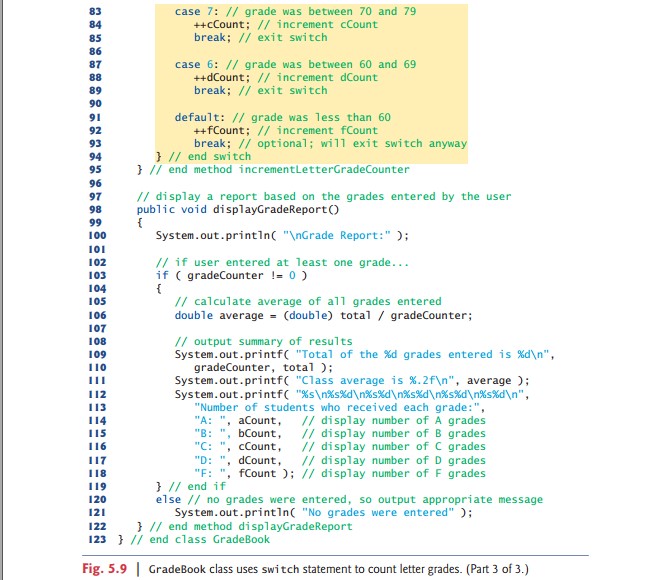 83 case 7: // grade was between 70 and 79
84 ++cCount; // increment cCount
85 break; // exit switch
86
87 case 6: // grade was between 60 and 69
88 ++dCount; // increment dCount
89 break; // exit switch
90
91 default: // grade was less than 60
92 ++fCount; // increment fCount
93 break; // optional; will exit switch anyway
94 } // end switch
95 } // end method incrementLetterGradeCounter
96
97 // display a report based on the grades entered by the user
98 public void displayGradeReport()
99 {
100 System.out.println( "\nGrade Report:" );
101
102 // if user entered at least one grade...
103 if ( gradeCounter != 0 )
104 {
105 // calculate average of all grades entered
106 double average = (double) total / gradeCounter;
107
108 // output summary of results
109 System.out.printf( "Total of the %d grades entered is %d\n",
110 gradeCounter, total );
111 System.out.printf( "Class average is %.2f\n", average );
112 System.out.printf( "%s\n%s%d\n%s%d\n%s%d\n%s%d\n%s%d\n",
113 "Number of students who received each grade:",
114 "A: ", aCount, // display number of A grades
115 "B: ", bCount, // display number of B grades
116 "C: ", cCount, // display number of C grades
117 "D: ", dCount, // display number of D grades
118 "F: ", fCount ); // display number of F grades
119 } // end if
120 else // no grades were entered, so output appropriate message
121 System.out.println( "No grades were entered" );
122 } // end method displayGradeReport
123 } // end class GradeBook
Fig. 5.9 | GradeBook class uses switch statement to count letter grades. (Part 3 of 3.)